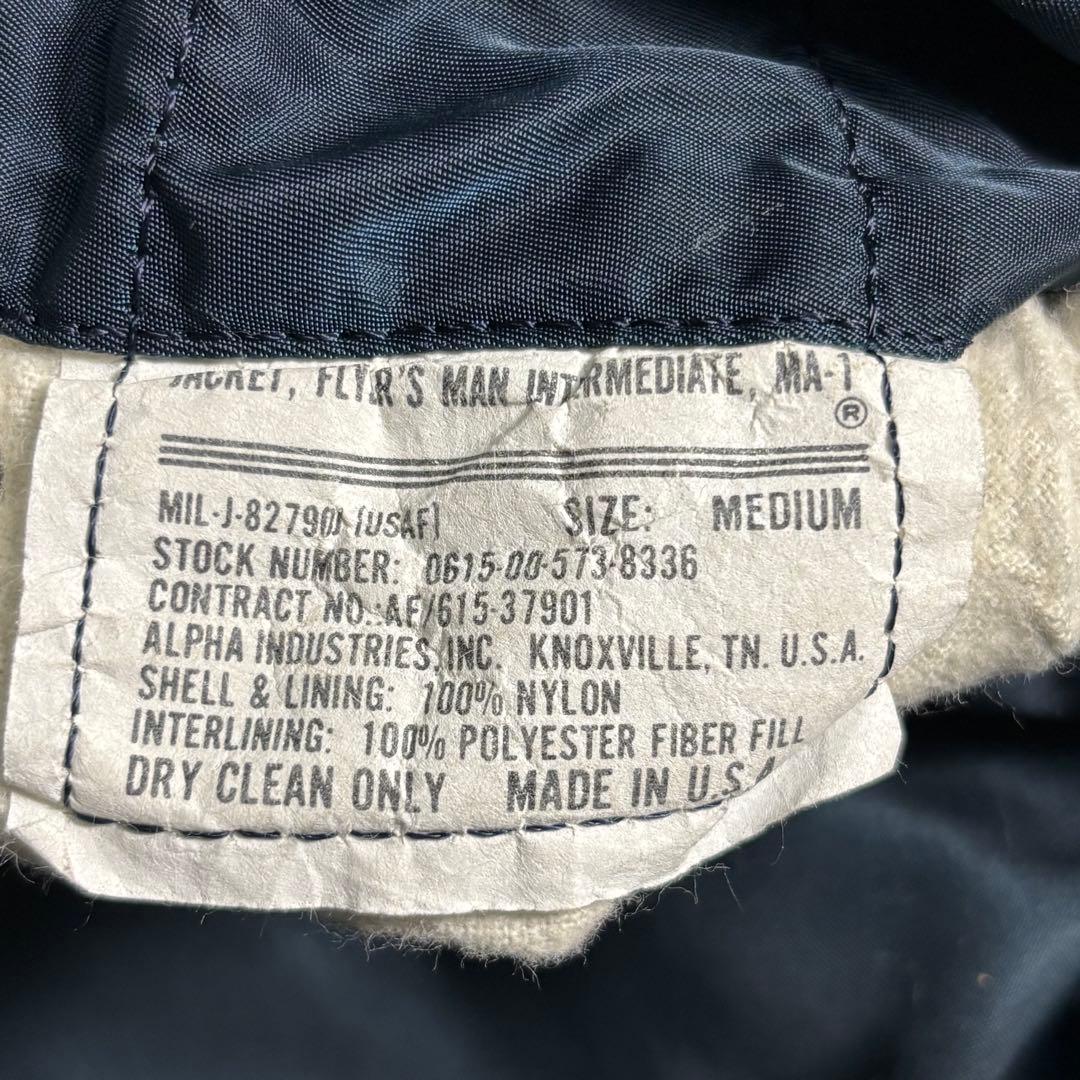 JACKET, FLYR'S MAN INTERMEDIATE, MA-1
®
MIL-J-8279D (USAF) SIZE: MEDIUM
STOCK NUMBER: 0615-00-573-8336
CONTRACT NO.:AF/615-37901
ALPHA INDUSTRIES,INC. KNOXVILLE, TN. U.S.A.
SHELL & LINING: 100% NYLON
INTERLINING: 100% POLYESTER FIBER FILL
DRY CLEAN ONLY MADE IN U.S.A